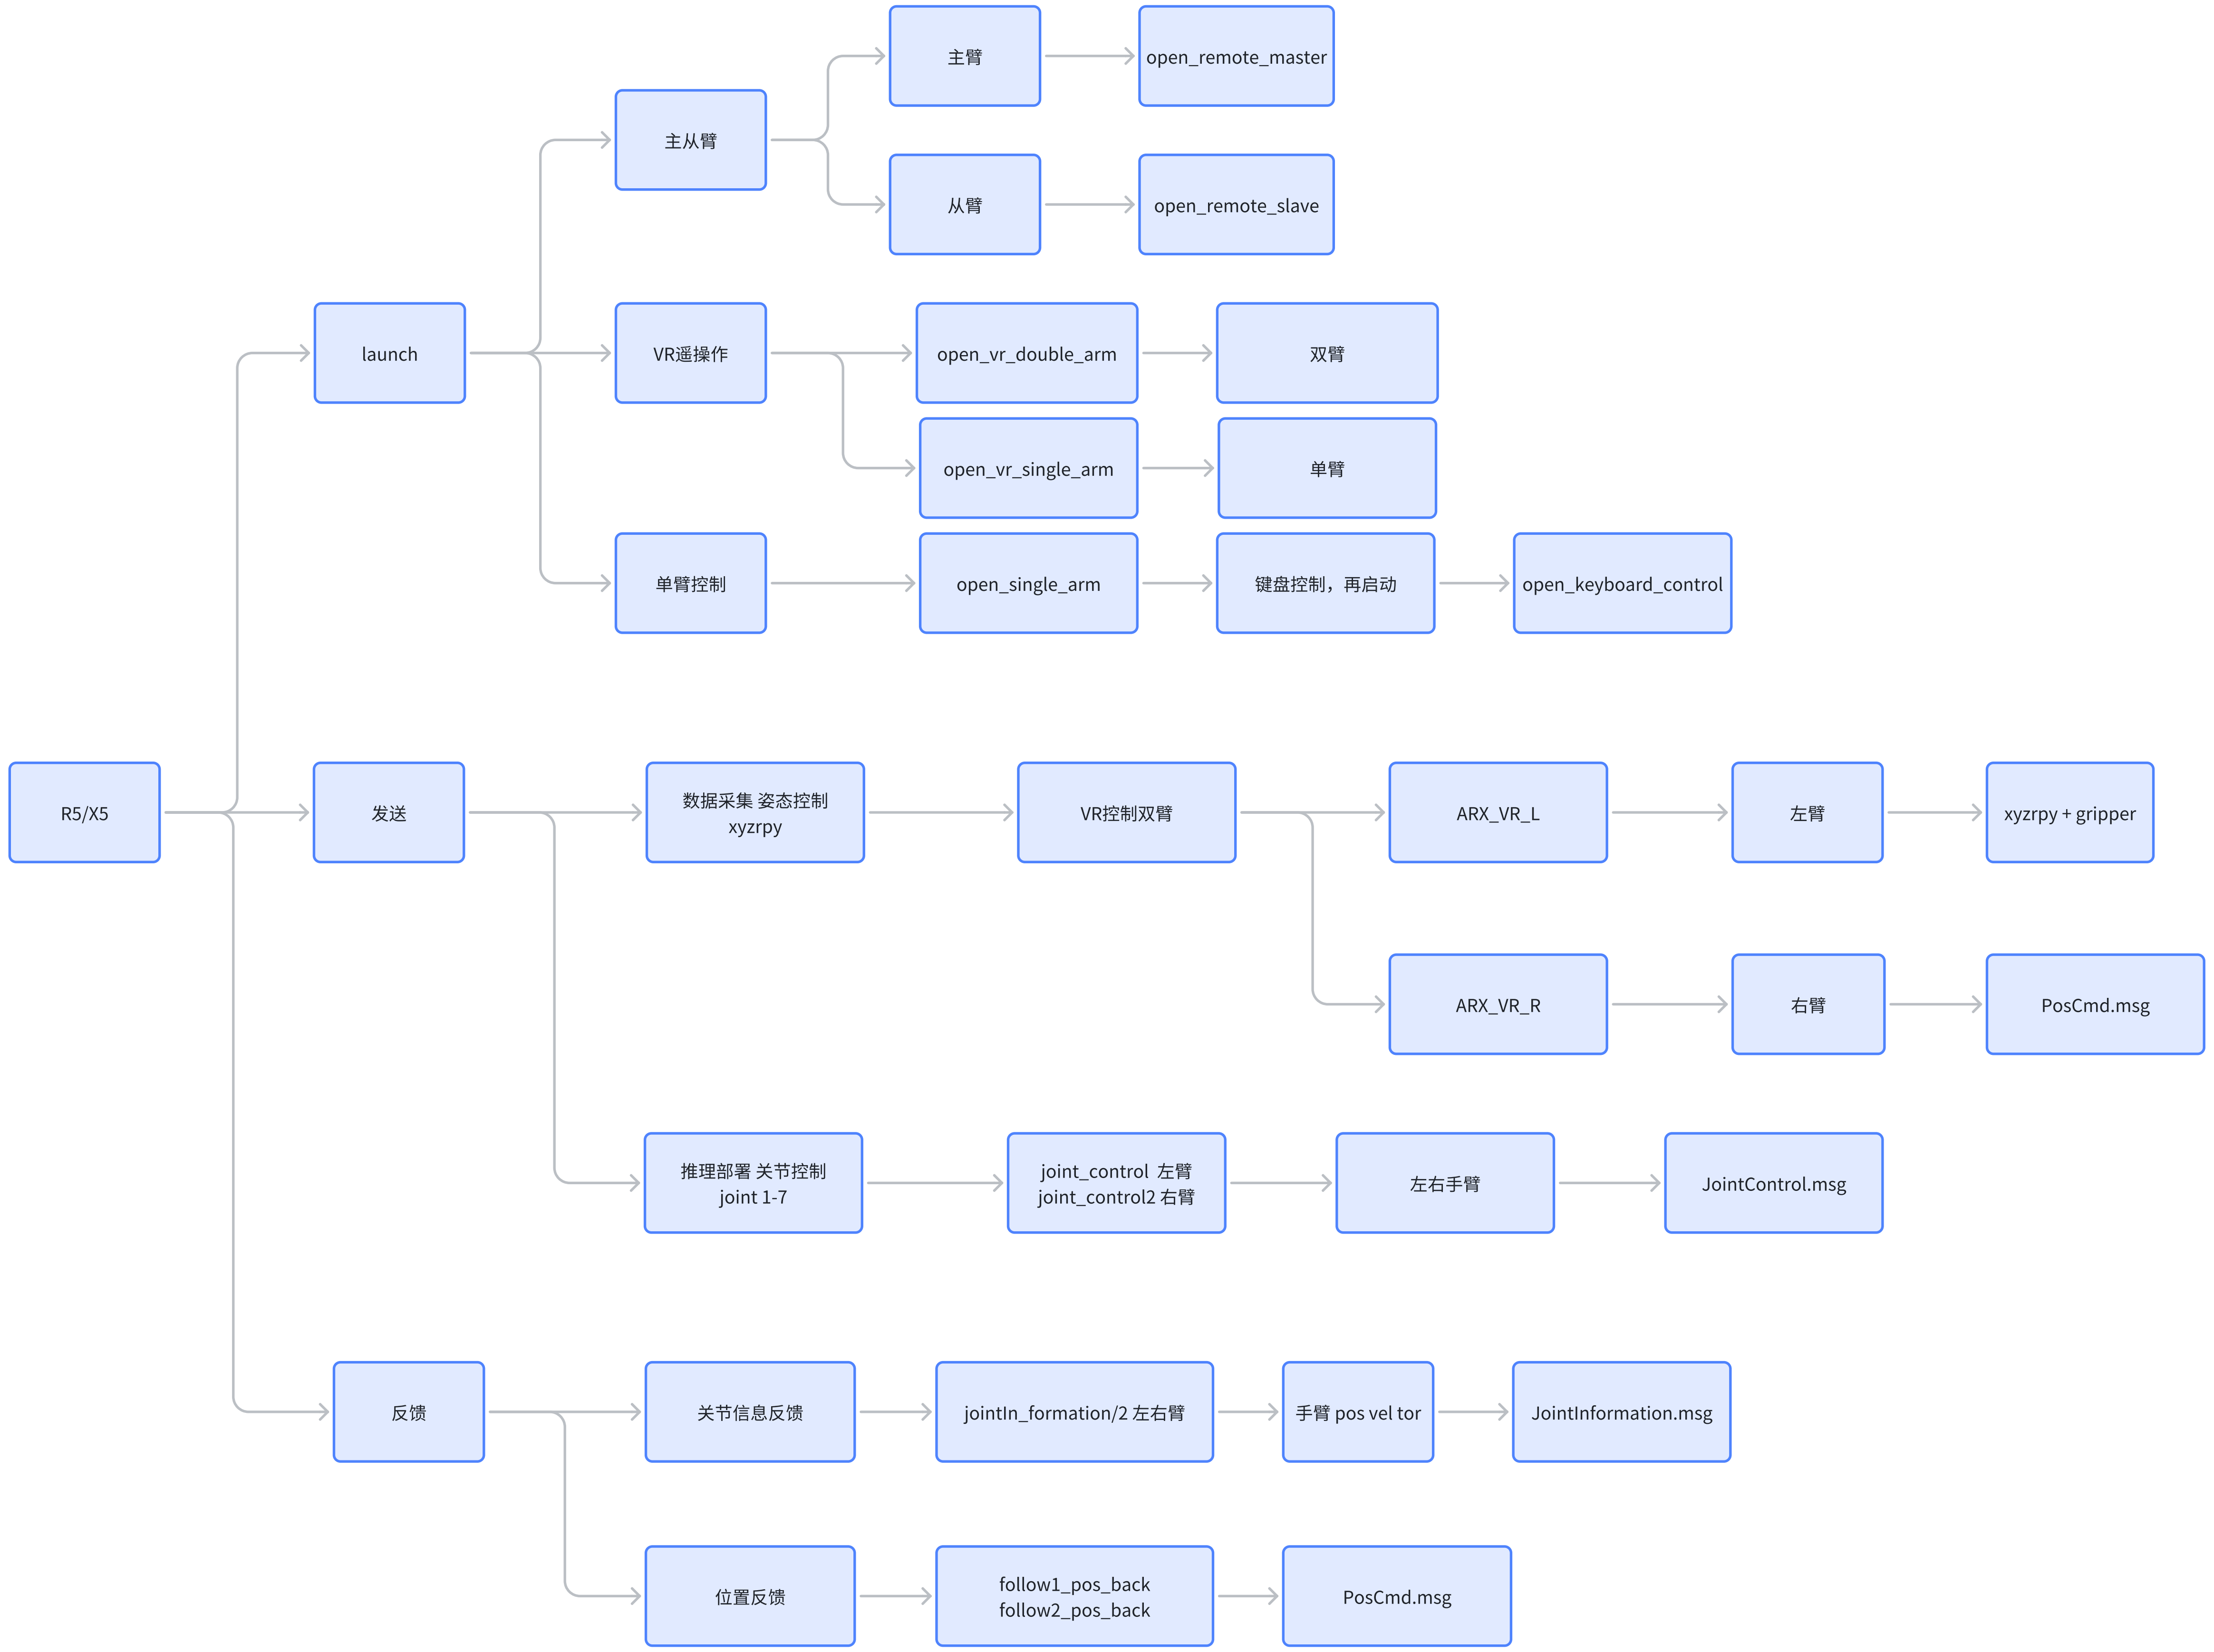 主臂
open_remote_master
主从臂
从臂
open_remote_slave
launch
VR遥操作
open_vr_double_arm
双臂
open_vr_single_arm
单臂
单臂控制
open_single_arm
键盘控制，再启动
open_keyboard_control
R5/X5
发送
数据采集 姿态控制
xyzrpy
VR控制双臂
ARX_VR_L
左臂
xyzrpy + gripper
ARX_VR_R
右臂
PosCmd.msg
推理部署 关节控制
joint 1-7
joint_control 左臂
joint_control2 右臂
左右手臂
JointControl.msg
反馈
关节信息反馈
jointIn_formation/2 左右臂
手臂 pos vel tor
JointInformation.msg
位置反馈
follow1_pos_back
follow2_pos_back
PosCmd.msg